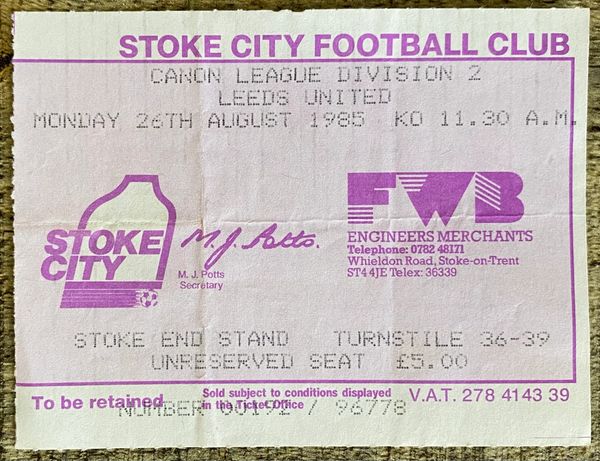 STOKE CITY FOOTBALL CLUB
CANON LEAGUE DIVISION 2
LEEDS UNITED
MONDAY 26TH AUGUST 1985 KO 11.30 A.M.
STOKE
CITY
M. J. Potts.
M. J. Potts
Secretary
FWB
ENGINEERS MERCHANTS
Telephone: 0782 48171
Whieldon Road, Stoke-on-Trent
ST4 4JE Telex: 36339
STOKE END STAND TURNSTILE 36-39
UNRESERVED SEAT £5.00
To be retained
Sold subject to conditions displayed
in the Ticket Office
V.A.T. 278 4143 39
NUMBER 00192 / 96778